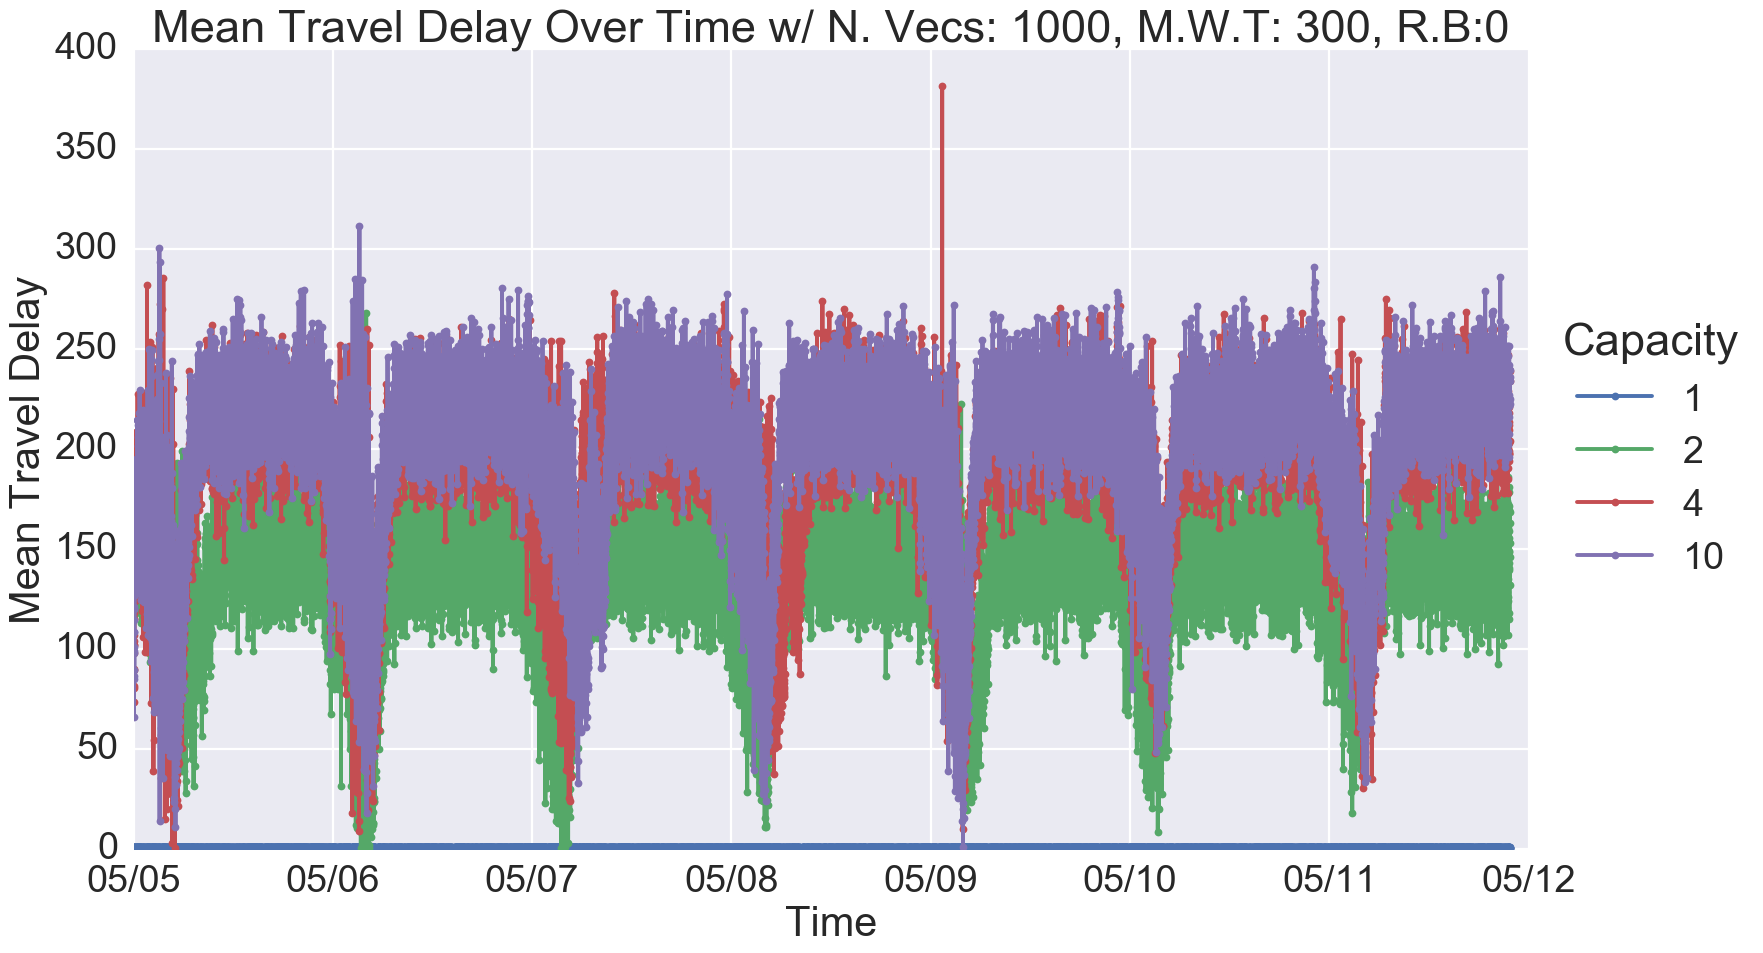 Mean Travel Delay Over Time w/ N. Vecs: 1000, M.W.T: 300, R.B:0
400
350
300
250
200
150
100
50
0
Mean Travel Delay
05/05 05/06 05/07 05/08 05/09 05/10 05/11 05/12
Time
Capacity
1
2
4
10